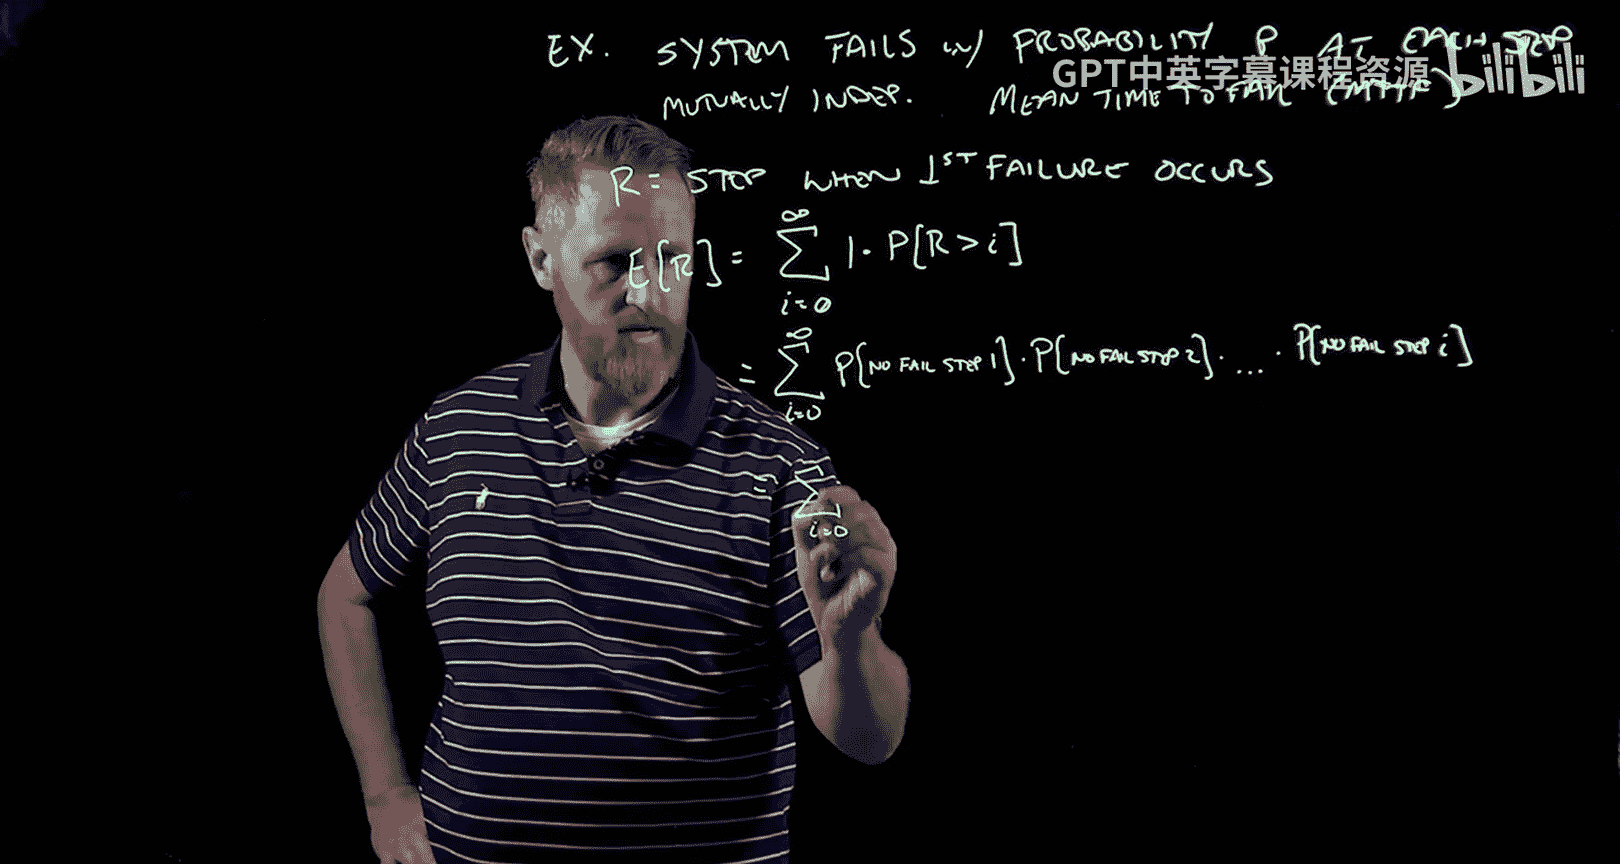 EX. SYSTEM FAILS W/ PROBABILITY P AT EACH STEP
GPT中英字幕课程资源 bilibili
MUTUALLY INDEP. MEAN TIME TO FAIL (MTTF)
R = STEP WHEN 1ST FAILURE OCCURS
E[R] = ∞ Σ i=0 1 · P[R > i]
= ∞ Σ i=0 P[NO FAIL STEP 1] · P[NO FAIL STEP 2] · ... · P[NO FAIL STEP i]
= Σ i=0